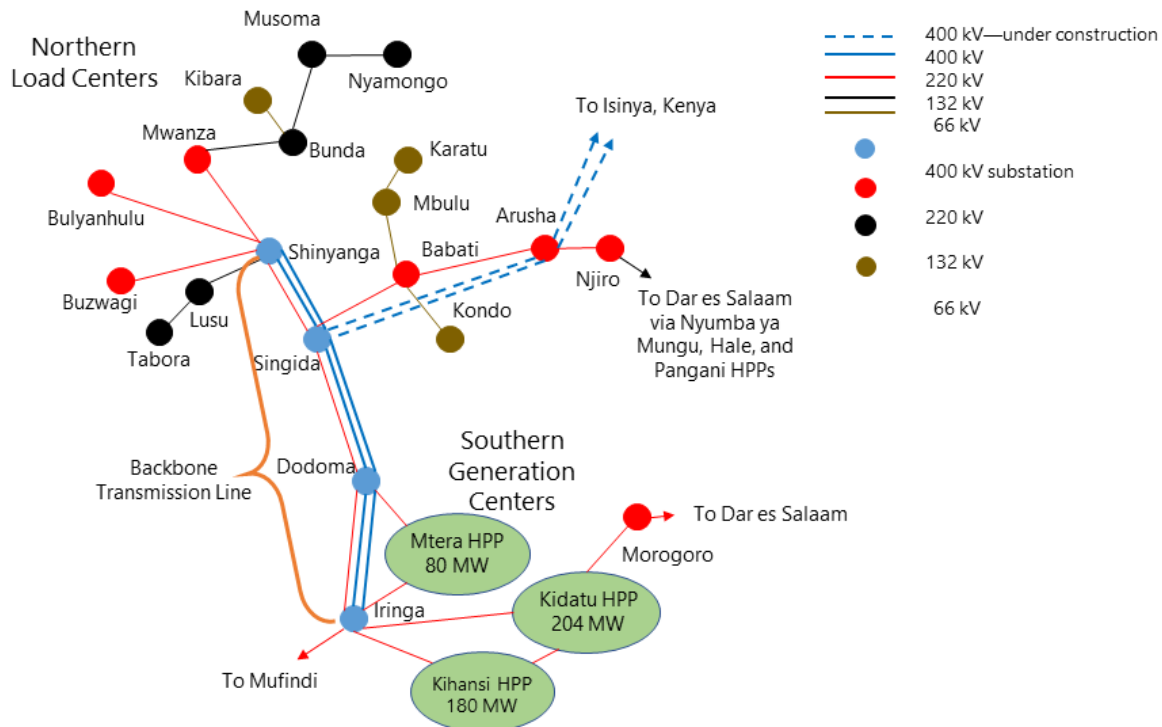 Northern
Load Centers
Musoma
Nyamongo
Kibara
Mwanza
Bunda
Bulyanhulu
Shinyanga
Buzwagi
Lusu
Tabora
Singida
Karatu
Mbulu
Babati
Kondo
Arusha
Njiro
To Isinya, Kenya
To Dar es Salaam
via Nyumba ya
Mungu, Hale, and
Pangani HPPs
400 kV—under construction
400 kV
220 kV
132 kV
66 kV
400 kV substation
220 kV
132 kV
66 kV
Backbone
Transmission Line
Dodoma
Southern
Generation
Centers
Mtera HPP
80 MW
To Dar es Salaam
Morogoro
Iringa
Kidatu HPP
204 MW
To Mufindi
Kihansi HPP
180 MW